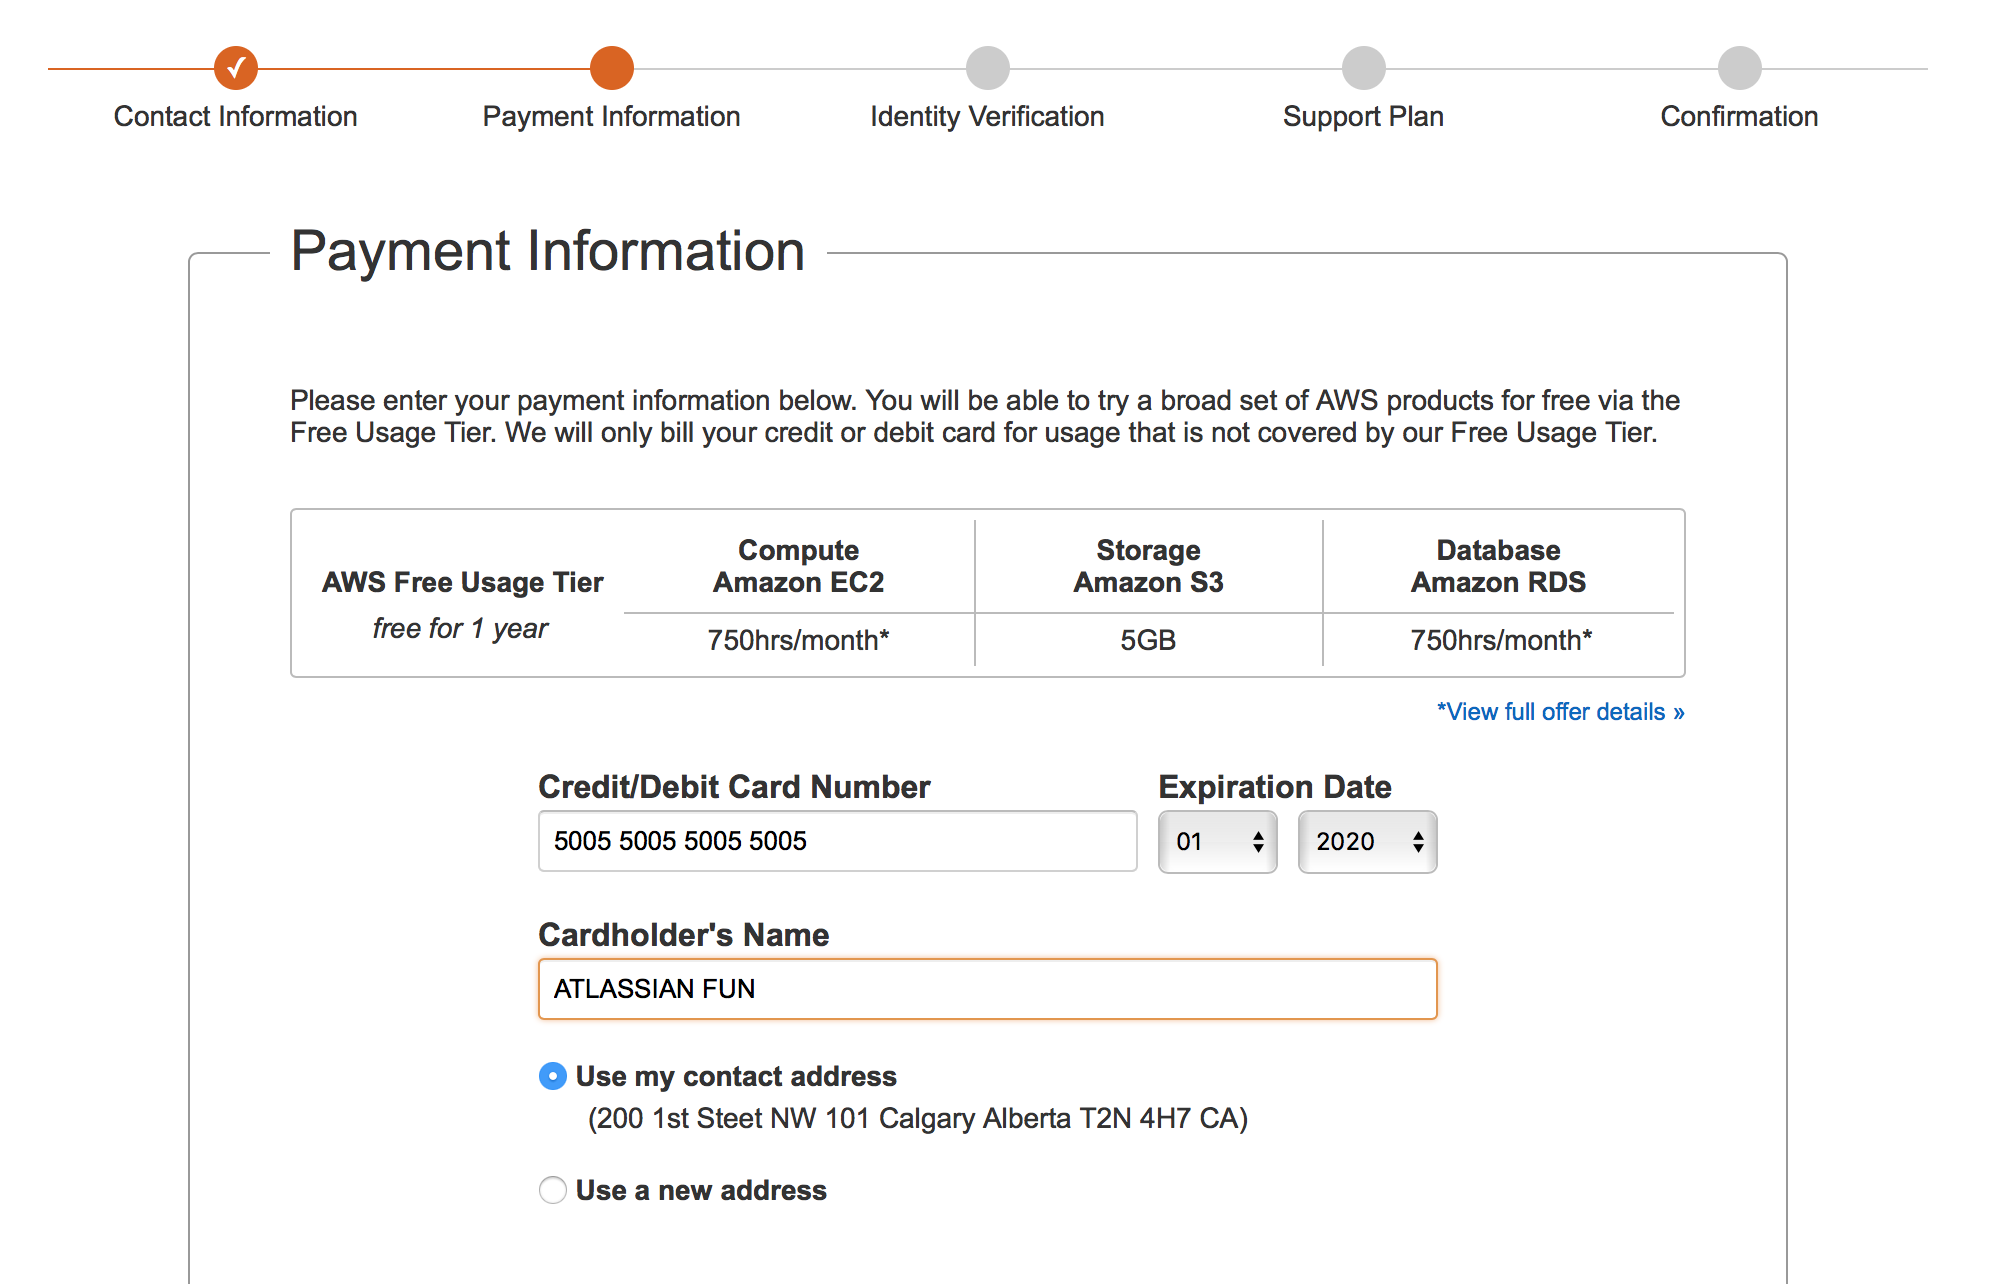 Contact Information
Payment Information
Identity Verification
Support Plan
Confirmation
Payment Information
Please enter your payment information below. You will be able to try a broad set of AWS products for free via the
Free Usage Tier. We will only bill your credit or debit card for usage that is not covered by our Free Usage Tier.
AWS Free Usage Tier
free for 1 year
Compute
Amazon EC2
750hrs/month*
Storage
Amazon S3
5GB
Database
Amazon RDS
750hrs/month*
*View full offer details »
Credit/Debit Card Number
5005 5005 5005 5005
Expiration Date
01
2020
Cardholder's Name
ATLASSIAN FUN
Use my contact address
(200 1st Steet NW 101 Calgary Alberta T2N 4H7 CA)
Use a new address